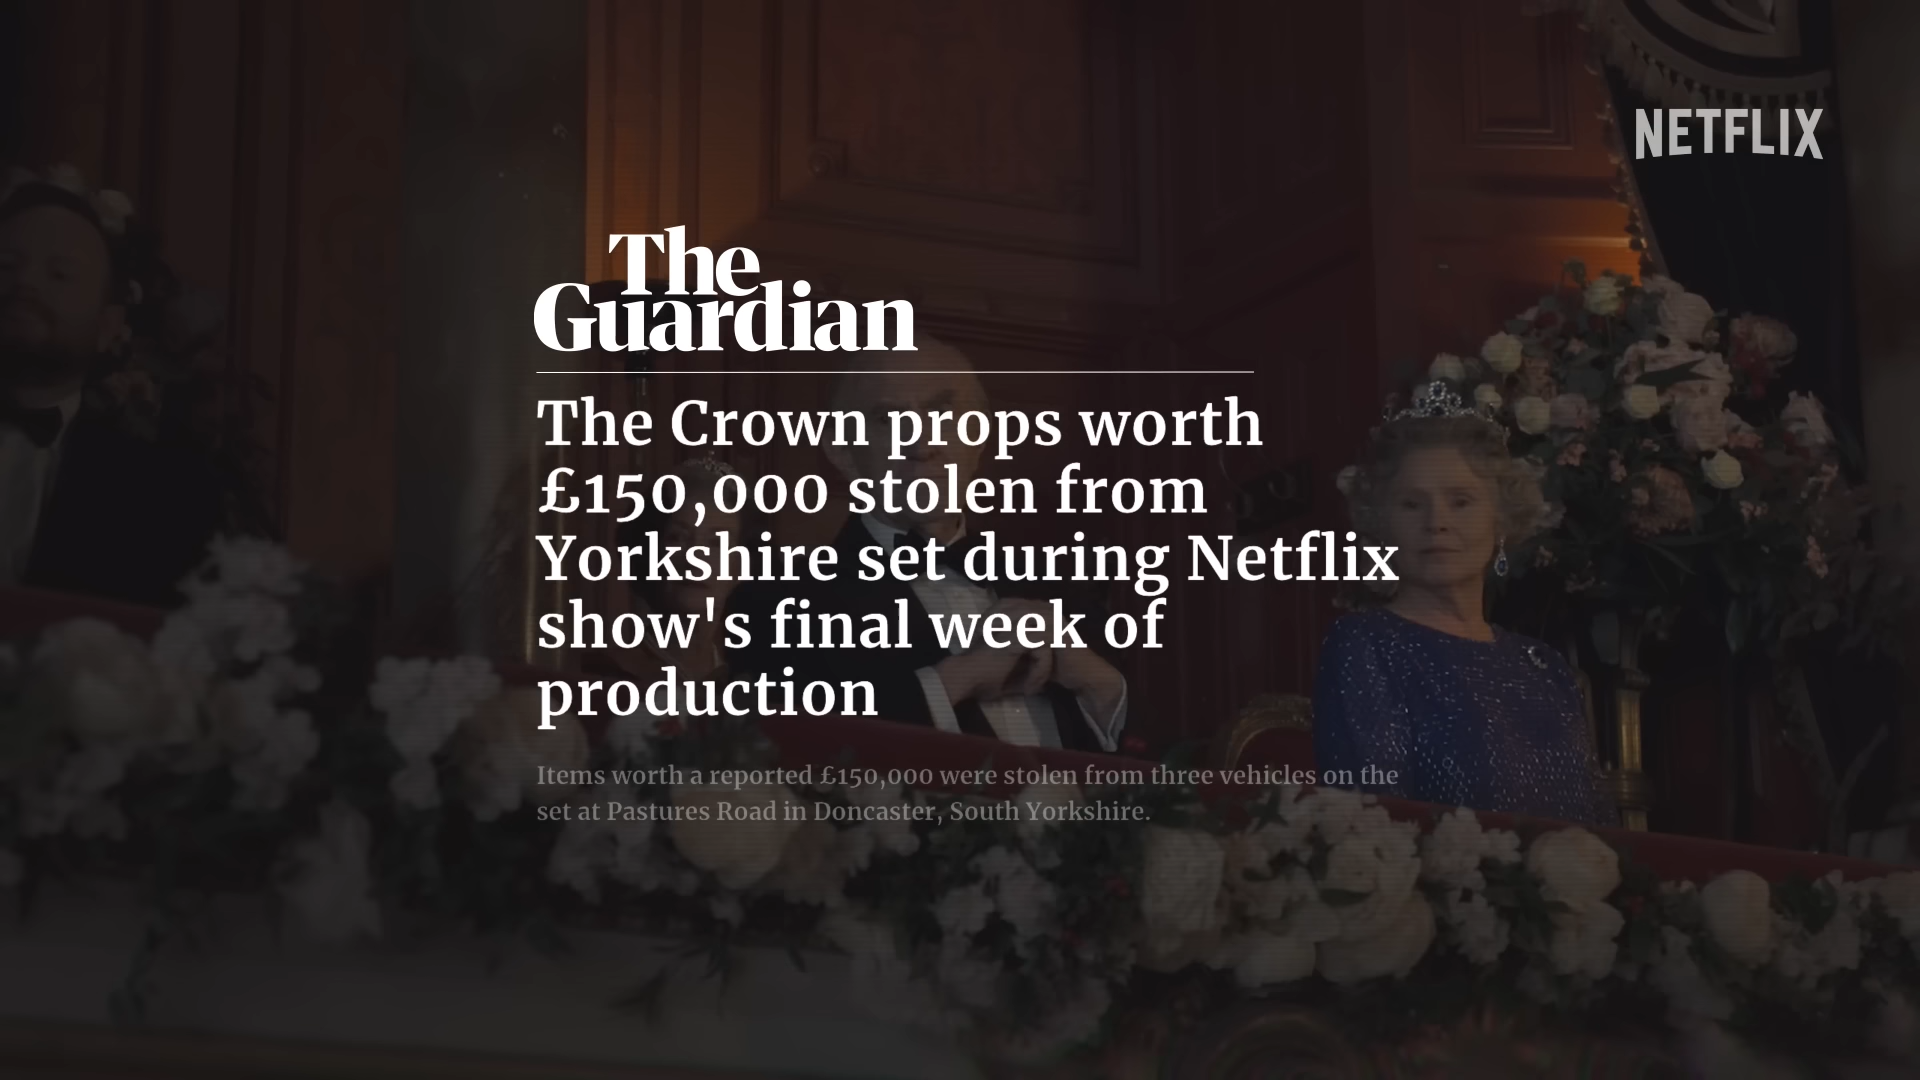 NETFLIX
The
Guardian
The Crown props worth
£150,000 stolen from
Yorkshire set during Netflix
show's final week of
production
Items worth a reported £150,000 were stolen from three vehicles on the
set at Pastures Road in Doncaster, South Yorkshire.